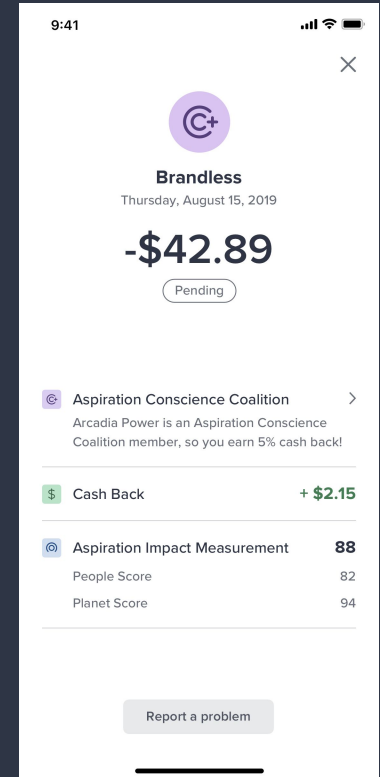 9:41
Brandless
Thursday, August 15, 2019
-$42.89
Pending
Aspiration Conscience Coalition
Arcadia Power is an Aspiration Conscience
Coalition member, so you earn 5% cash back!
$ Cash Back + $2.15
Aspiration Impact Measurement 88
People Score 82
Planet Score 94
Report a problem